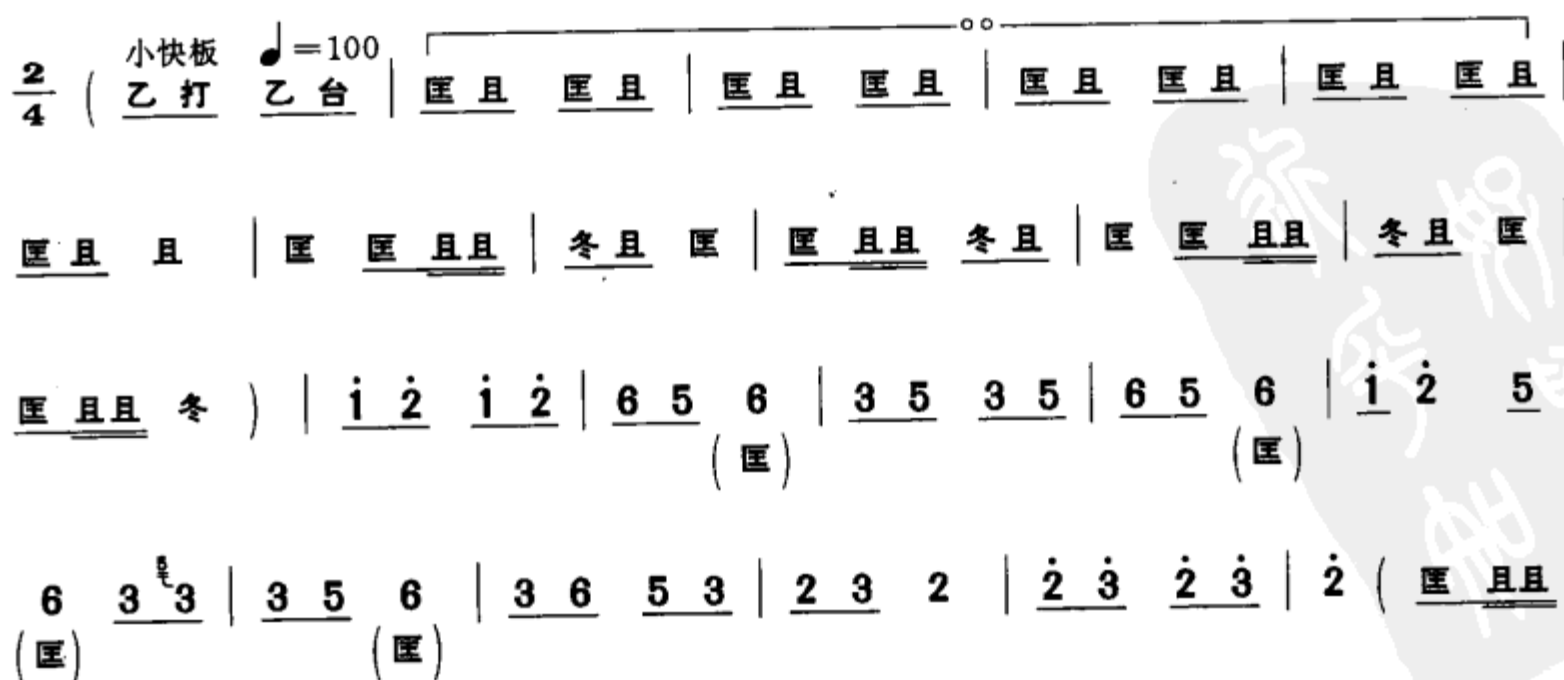 小快板 ♩=100
2/4 ( 乙打 乙台 | 匡且 匡且 | 匡且 匡且 | 匡且 匡且 | 匡且 匡且
匡且 且 | 匡 匡 且且 | 冬且 匡 | 匡 且且 冬且 | 匡 匡 且且 | 冬且 匡
匡 且且 冬 ) | i̇ 2̇ i̇ 2̇ | 6 5 6 | 3 5 3 5 | 6 5 6 | i̇ 2̇ 5
(匡) (匡)
6 3 5 3 | 3 5 6 | 3 6 5 3 | 2 3 2 | 2̇ 3̇ 2̇ 3̇ | 2̇ ( 匡 且且
(匡) (匡)